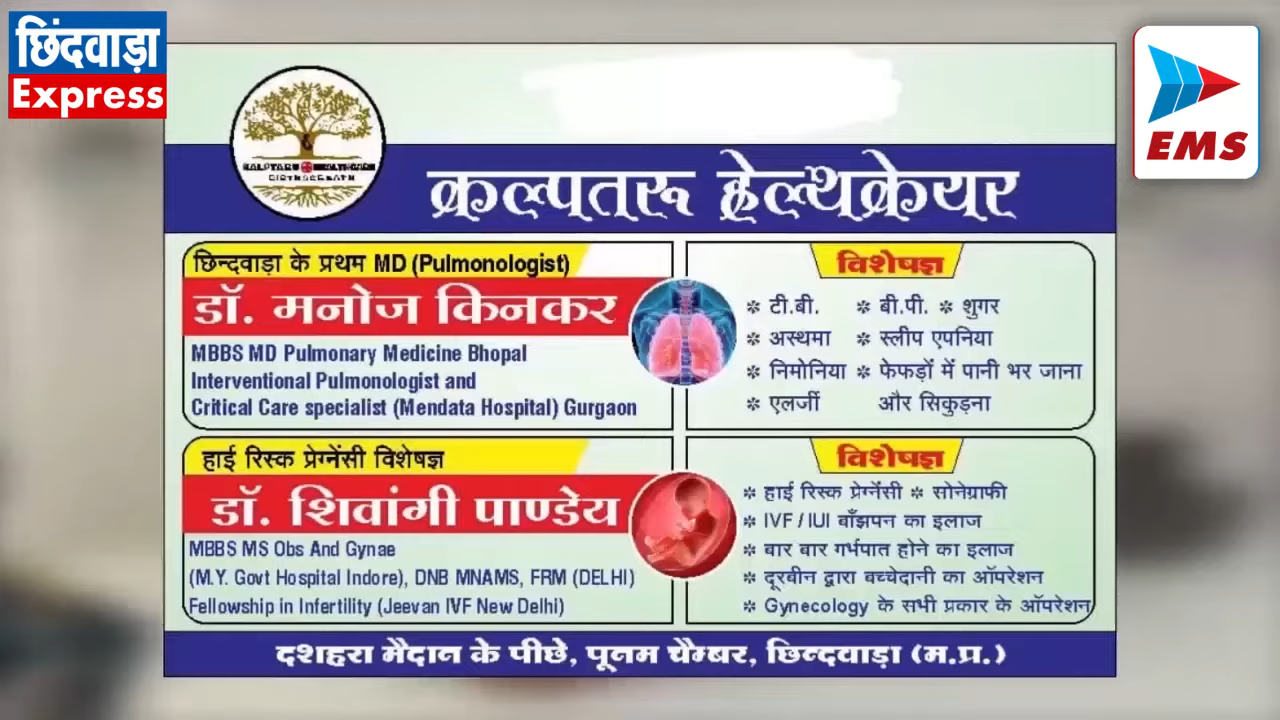 छिंदवाड़ा
Express
EMS
KALPTARU HEALTHCARE
क्रल्पतरू हेल्थक्रेयर
छिन्दवाड़ा के प्रथम MD (Pulmonologist)
डॉ. मनोज किनकर
MBBS MD Pulmonary Medicine Bhopal
Interventional Pulmonologist and
Critical Care specialist (Mendata Hospital) Gurgaon
विशेषज्ञ
* टी.बी. * बी.पी. * शुगर
* अस्थमा * स्लीप एपनिया
* निमोनिया * फेफड़ों में पानी भर जाना
* एलर्जी और सिकुड़ना
हाई रिस्क प्रेग्नेंसी विशेषज्ञ
डॉ. शिवांगी पाण्डेय
MBBS MS Obs And Gynae
(M.Y. Govt Hospital Indore), DNB MNAMS, FRM (DELHI)
Fellowship in Infertility (Jeevan IVF New Delhi)
विशेषज्ञ
* हाई रिस्क प्रेग्नेंसी * सोनेग्राफी
* IVF / IUI बाँझपन का इलाज
* बार बार गर्भपात होने का इलाज
* दूरबीन द्वारा बच्चेदानी का ऑपरेशन
* Gynecology के सभी प्रकार के ऑपरेशन
दशहरा मैदान के पीछे, पूनम चैम्बर, छिन्दवाड़ा (म.प्र.)